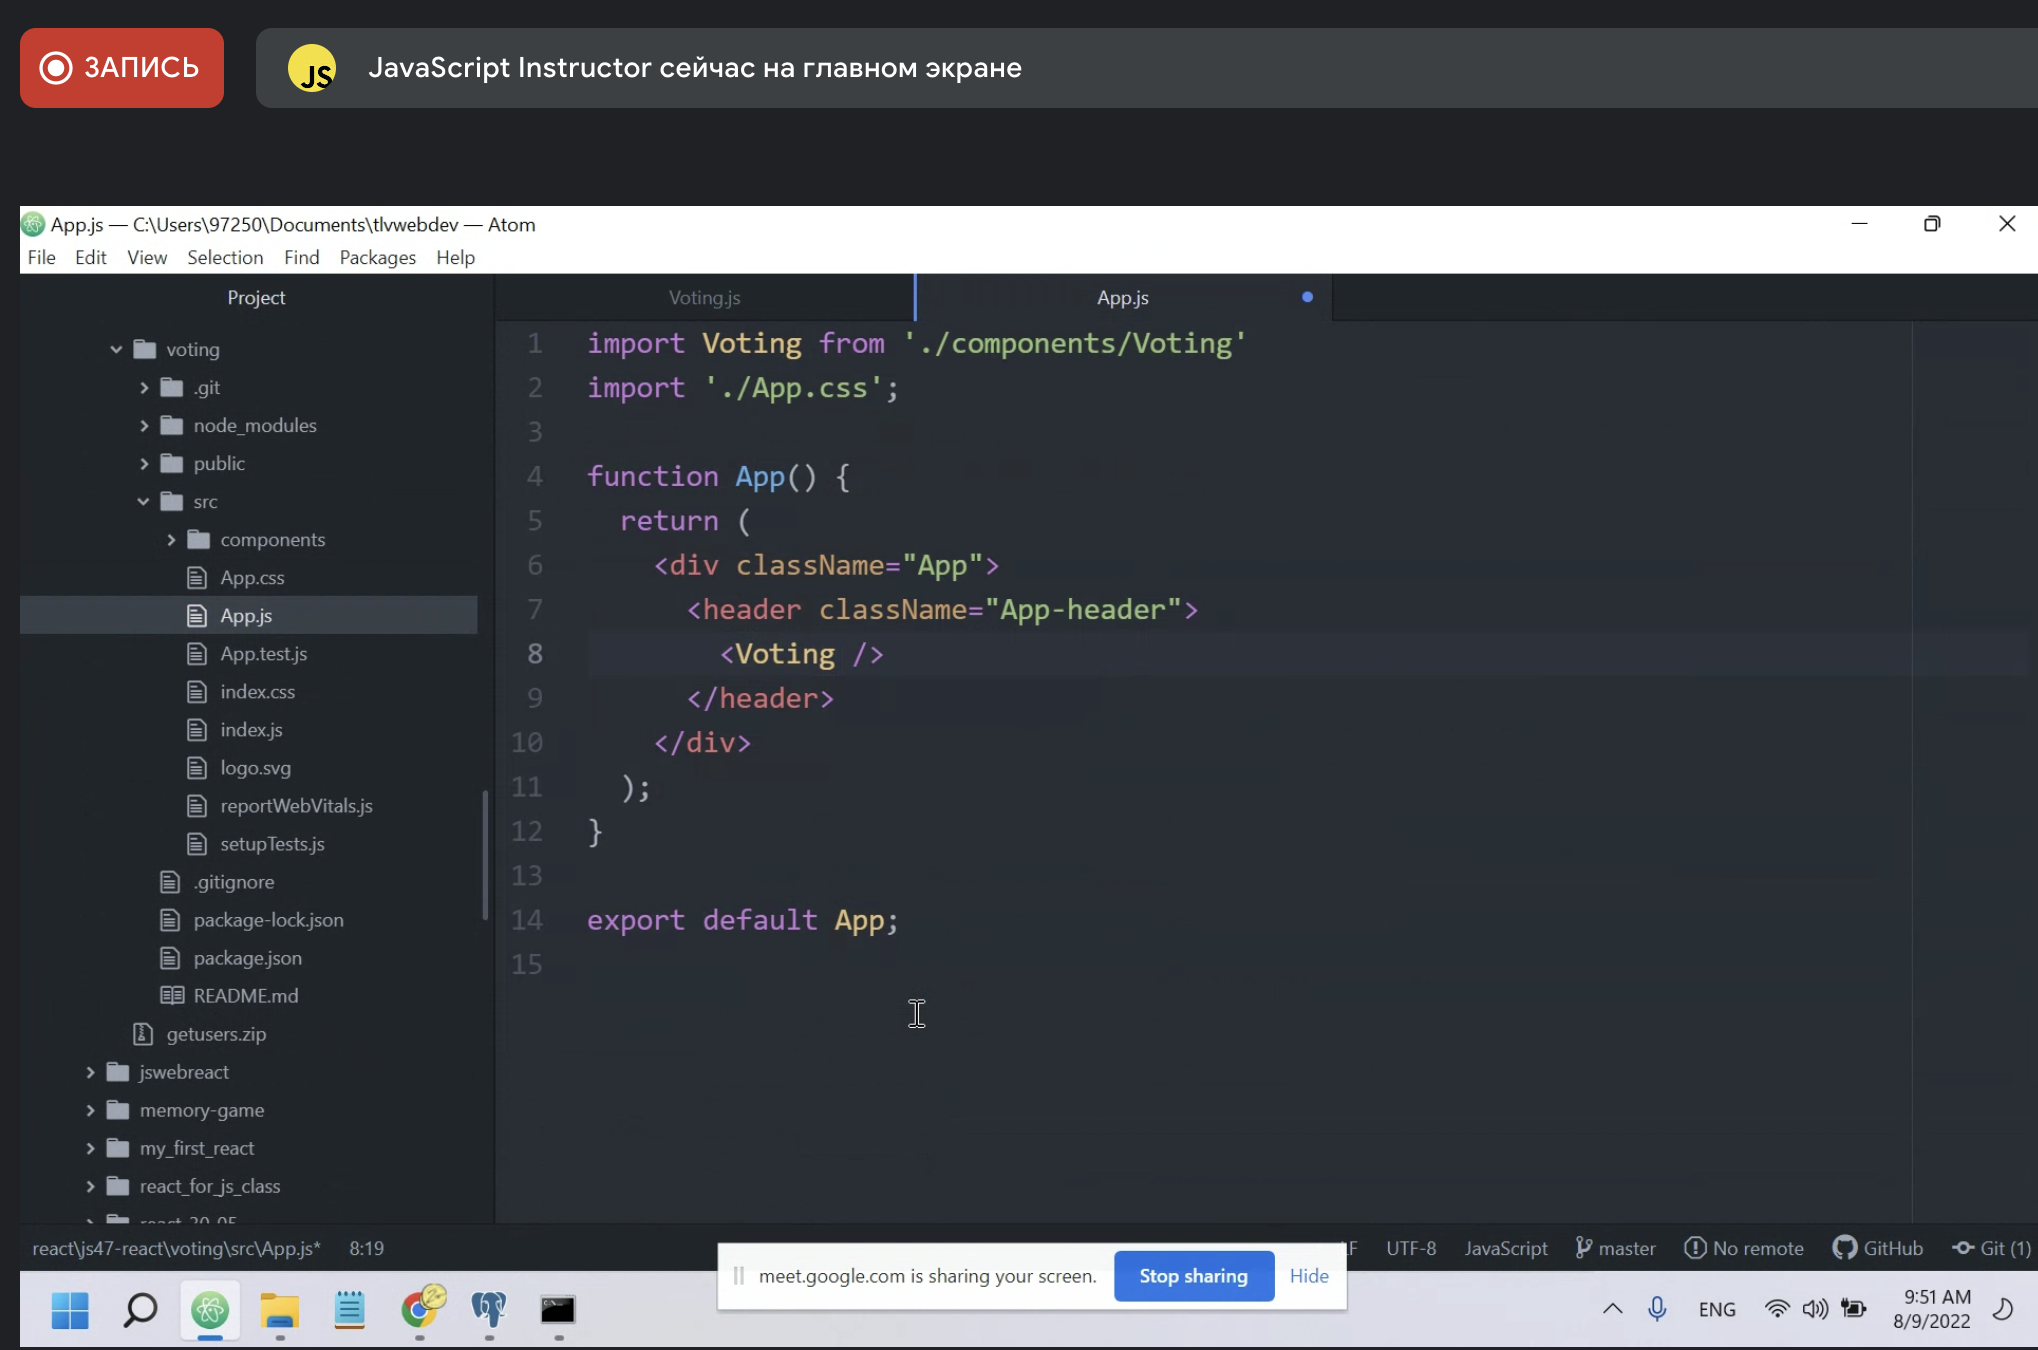 ЗАПИСЬ
JS JavaScript Instructor сейчас на главном экране
App.js — C:\Users\97250\Documents\tlvwebdev — Atom
File Edit View Selection Find Packages Help
Project
voting
.git
node_modules
public
src
components
App.css
App.js
App.test.js
index.css
index.js
logo.svg
reportWebVitals.js
setupTests.js
.gitignore
package-lock.json
package.json
README.md
getusers.zip
jswebreact
memory-game
my_first_react
react_for_js_class
Voting.js App.js
1 import Voting from './components/Voting'
2 import './App.css';
3
4 function App() {
5 return (
6 <div className="App">
7 <header className="App-header">
8 <Voting />
9 </header>
10 </div>
11 );
12 }
13
14 export default App;
15
react\js47-react\voting\src\App.js* 8:19
UTF-8 JavaScript master No remote GitHub Git (1)
meet.google.com is sharing your screen. Stop sharing Hide
ENG
9:51 AM
8/9/2022